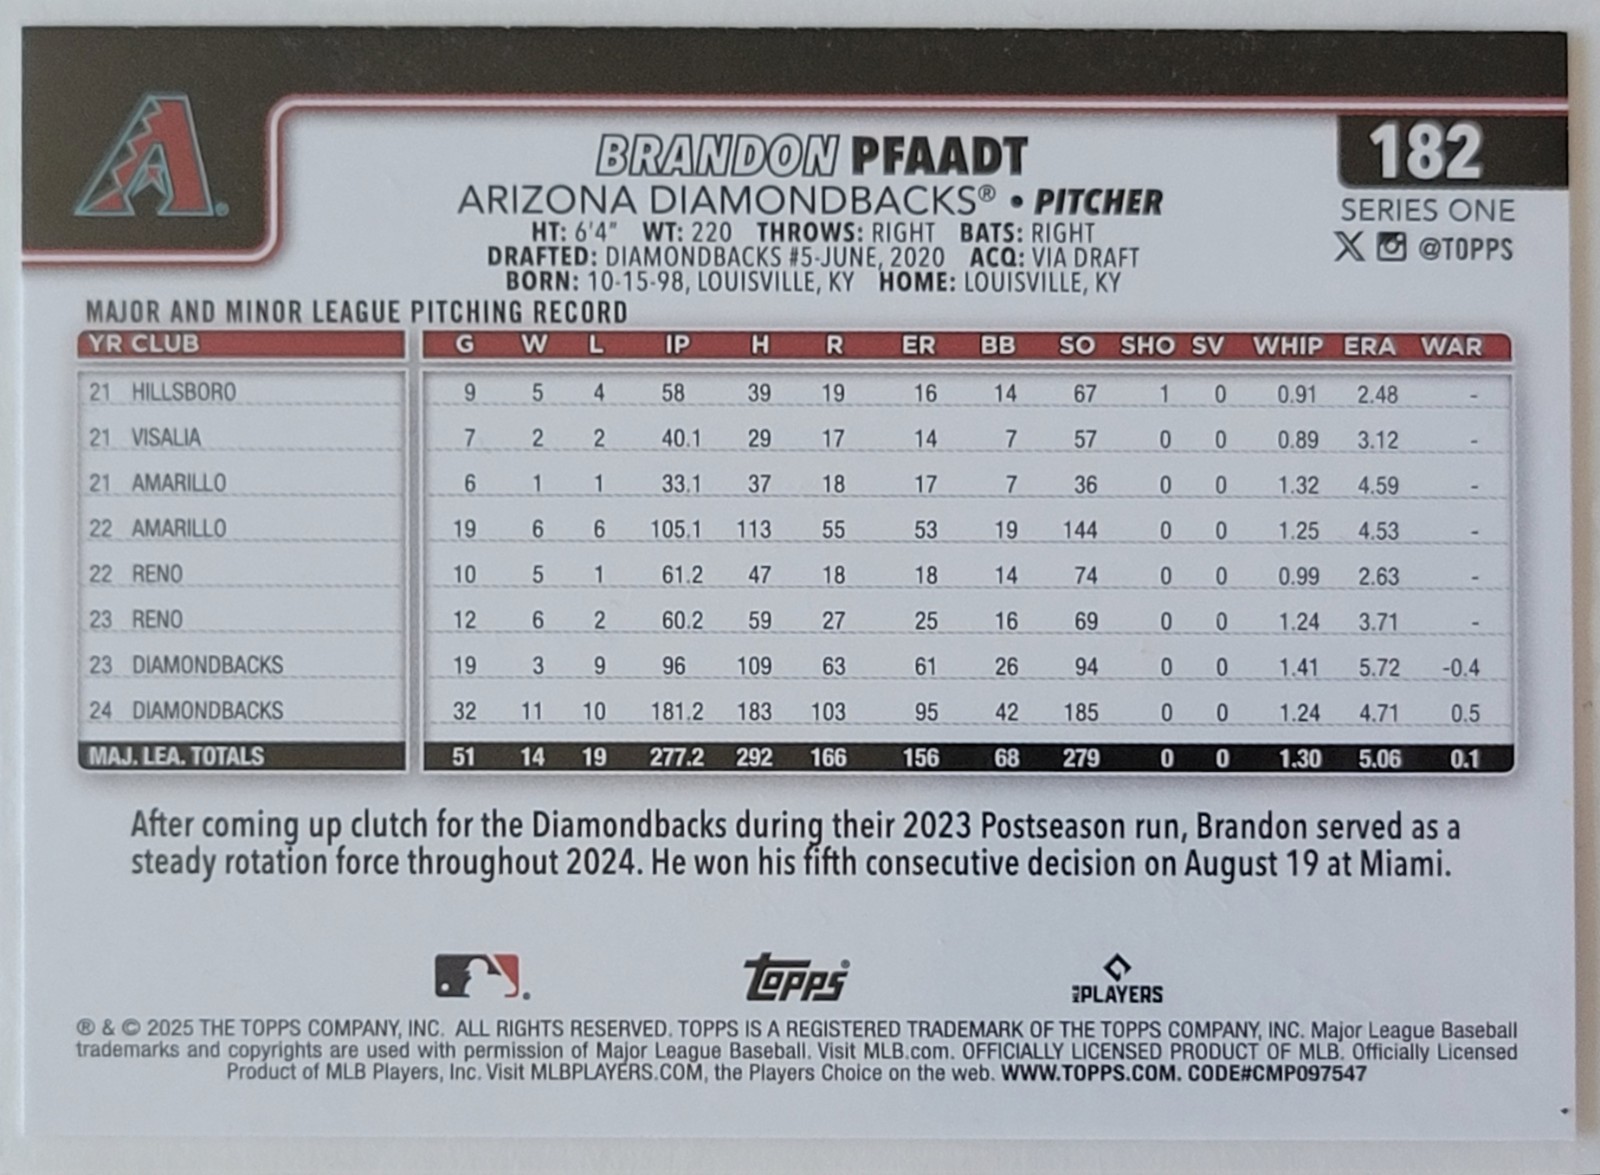 BRANDON PFAADT
182
ARIZONA DIAMONDBACKS® • PITCHER
SERIES ONE
HT: 6'4" WT: 220 THROWS: RIGHT BATS: RIGHT
@TOPPS
DRAFTED: DIAMONDBACKS #5-JUNE, 2020 ACQ: VIA DRAFT
BORN: 10-15-98, LOUISVILLE, KY HOME: LOUISVILLE, KY
MAJOR AND MINOR LEAGUE PITCHING RECORD
YR CLUB G W L IP H R ER BB SO SHO SV WHIP ERA WAR
21 HILLSBORO 9 5 4 58 39 19 16 14 67 1 0 0.91 2.48 -
21 VISALIA 7 2 2 40.1 29 17 14 7 57 0 0 0.89 3.12 -
21 AMARILLO 6 1 1 33.1 37 18 17 7 36 0 0 1.32 4.59 -
22 AMARILLO 19 6 6 105.1 113 55 53 19 144 0 0 1.25 4.53 -
22 RENO 10 5 1 61.2 47 18 18 14 74 0 0 0.99 2.63 -
23 RENO 12 6 2 60.2 59 27 25 16 69 0 0 1.24 3.71 -
23 DIAMONDBACKS 19 3 9 96 109 63 61 26 94 0 0 1.41 5.72 -0.4
24 DIAMONDBACKS 32 11 10 181.2 183 103 95 42 185 0 0 1.24 4.71 0.5
MAJ. LEA. TOTALS 51 14 19 277.2 292 166 156 68 279 0 0 1.30 5.06 0.1
After coming up clutch for the Diamondbacks during their 2023 Postseason run, Brandon served as a
steady rotation force throughout 2024. He won his fifth consecutive decision on August 19 at Miami.
Topps®
MLB PLAYERS
® & © 2025 THE TOPPS COMPANY, INC. ALL RIGHTS RESERVED. TOPPS IS A REGISTERED TRADEMARK OF THE TOPPS COMPANY, INC. Major League Baseball
trademarks and copyrights are used with permission of Major League Baseball. Visit MLB.com. OFFICIALLY LICENSED PRODUCT OF MLB. Officially Licensed
Product of MLB Players, Inc. Visit MLBPLAYERS.COM, the Players Choice on the web. WWW.TOPPS.COM. CODE#CMP097547